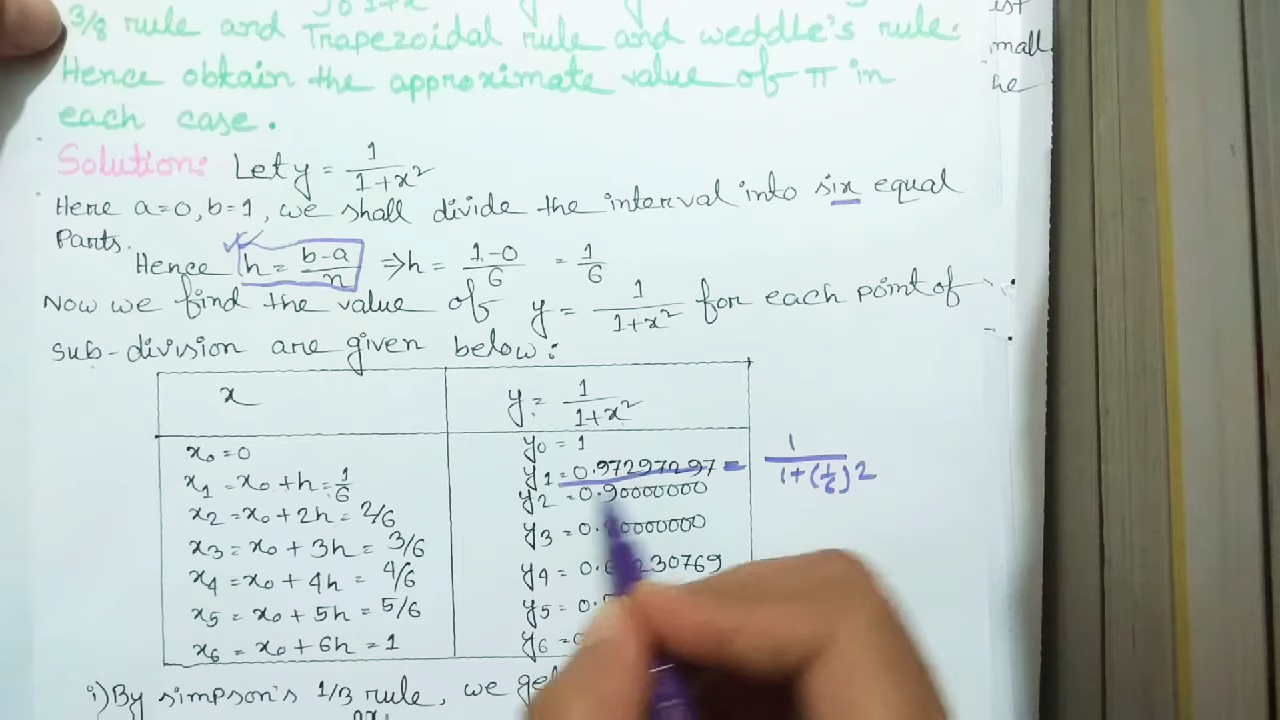 3/8 rule and Trapezoidal rule and weddle's rule.
Hence obtain the approximate value of π in
each case.
Solution: Let y = 1/(1+x²)
Here a=0, b=1, we shall divide the interval into six equal
Parts.
Hence h = (b-a)/n ⇒ h = (1-0)/6 = 1/6
Now we find the value of y = 1/(1+x²) for each point of
sub-division are given below:
x y = 1/(1+x²)
x₀ = 0 y₀ = 1
x₁ = x₀ + h = 1/6 y₁ = 0.97297297 = 1/(1+(1/6)2
x₂ = x₀ + 2h = 2/6 y₂ = 0.90000000
x₃ = x₀ + 3h = 3/6 y₃ = 0. 0000000
x₄ = x₀ + 4h = 4/6 y₄ = 0.6 230769
x₅ = x₀ + 5h = 5/6 y₅ = 0.
x₆ = x₀ + 6h = 1 y₆ =
i) By simpson's 1/3 rule, we get
mall.
he